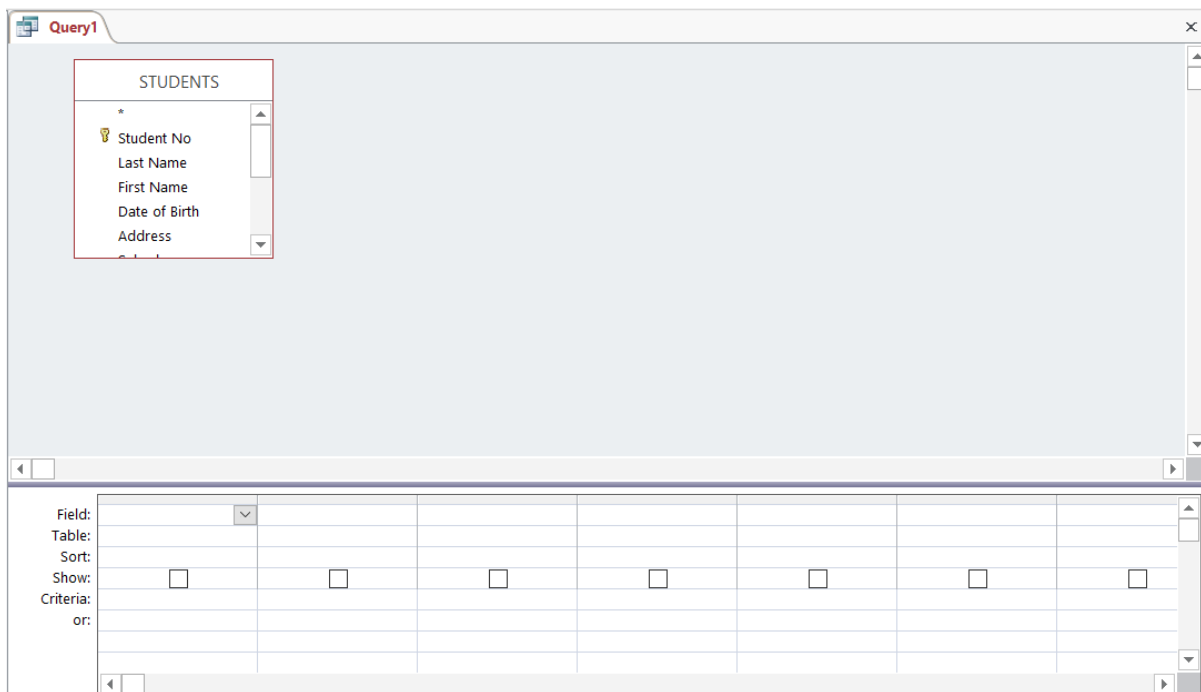 Query1
STUDENTS
*
Student No
Last Name
First Name
Date of Birth
Address
Field:
Table:
Sort:
Show:
Criteria:
or: